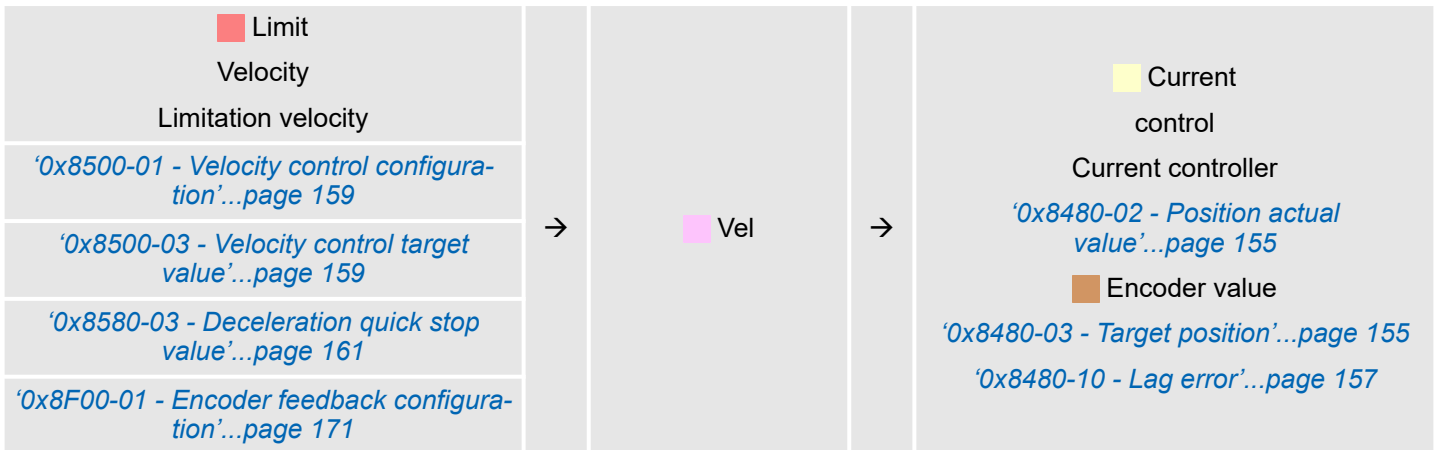 Limit
Velocity
Limitation velocity
‘0x8500-01 - Velocity control configura-
tion’...page 159
‘0x8500-03 - Velocity control target
value’...page 159
‘0x8580-03 - Deceleration quick stop
value’...page 161
‘0x8F00-01 - Encoder feedback configura-
tion’...page 171
→
Vel
→
Current
control
Current controller
‘0x8480-02 - Position actual
value’...page 155
Encoder value
‘0x8480-03 - Target position’...page 155
‘0x8480-10 - Lag error’...page 157